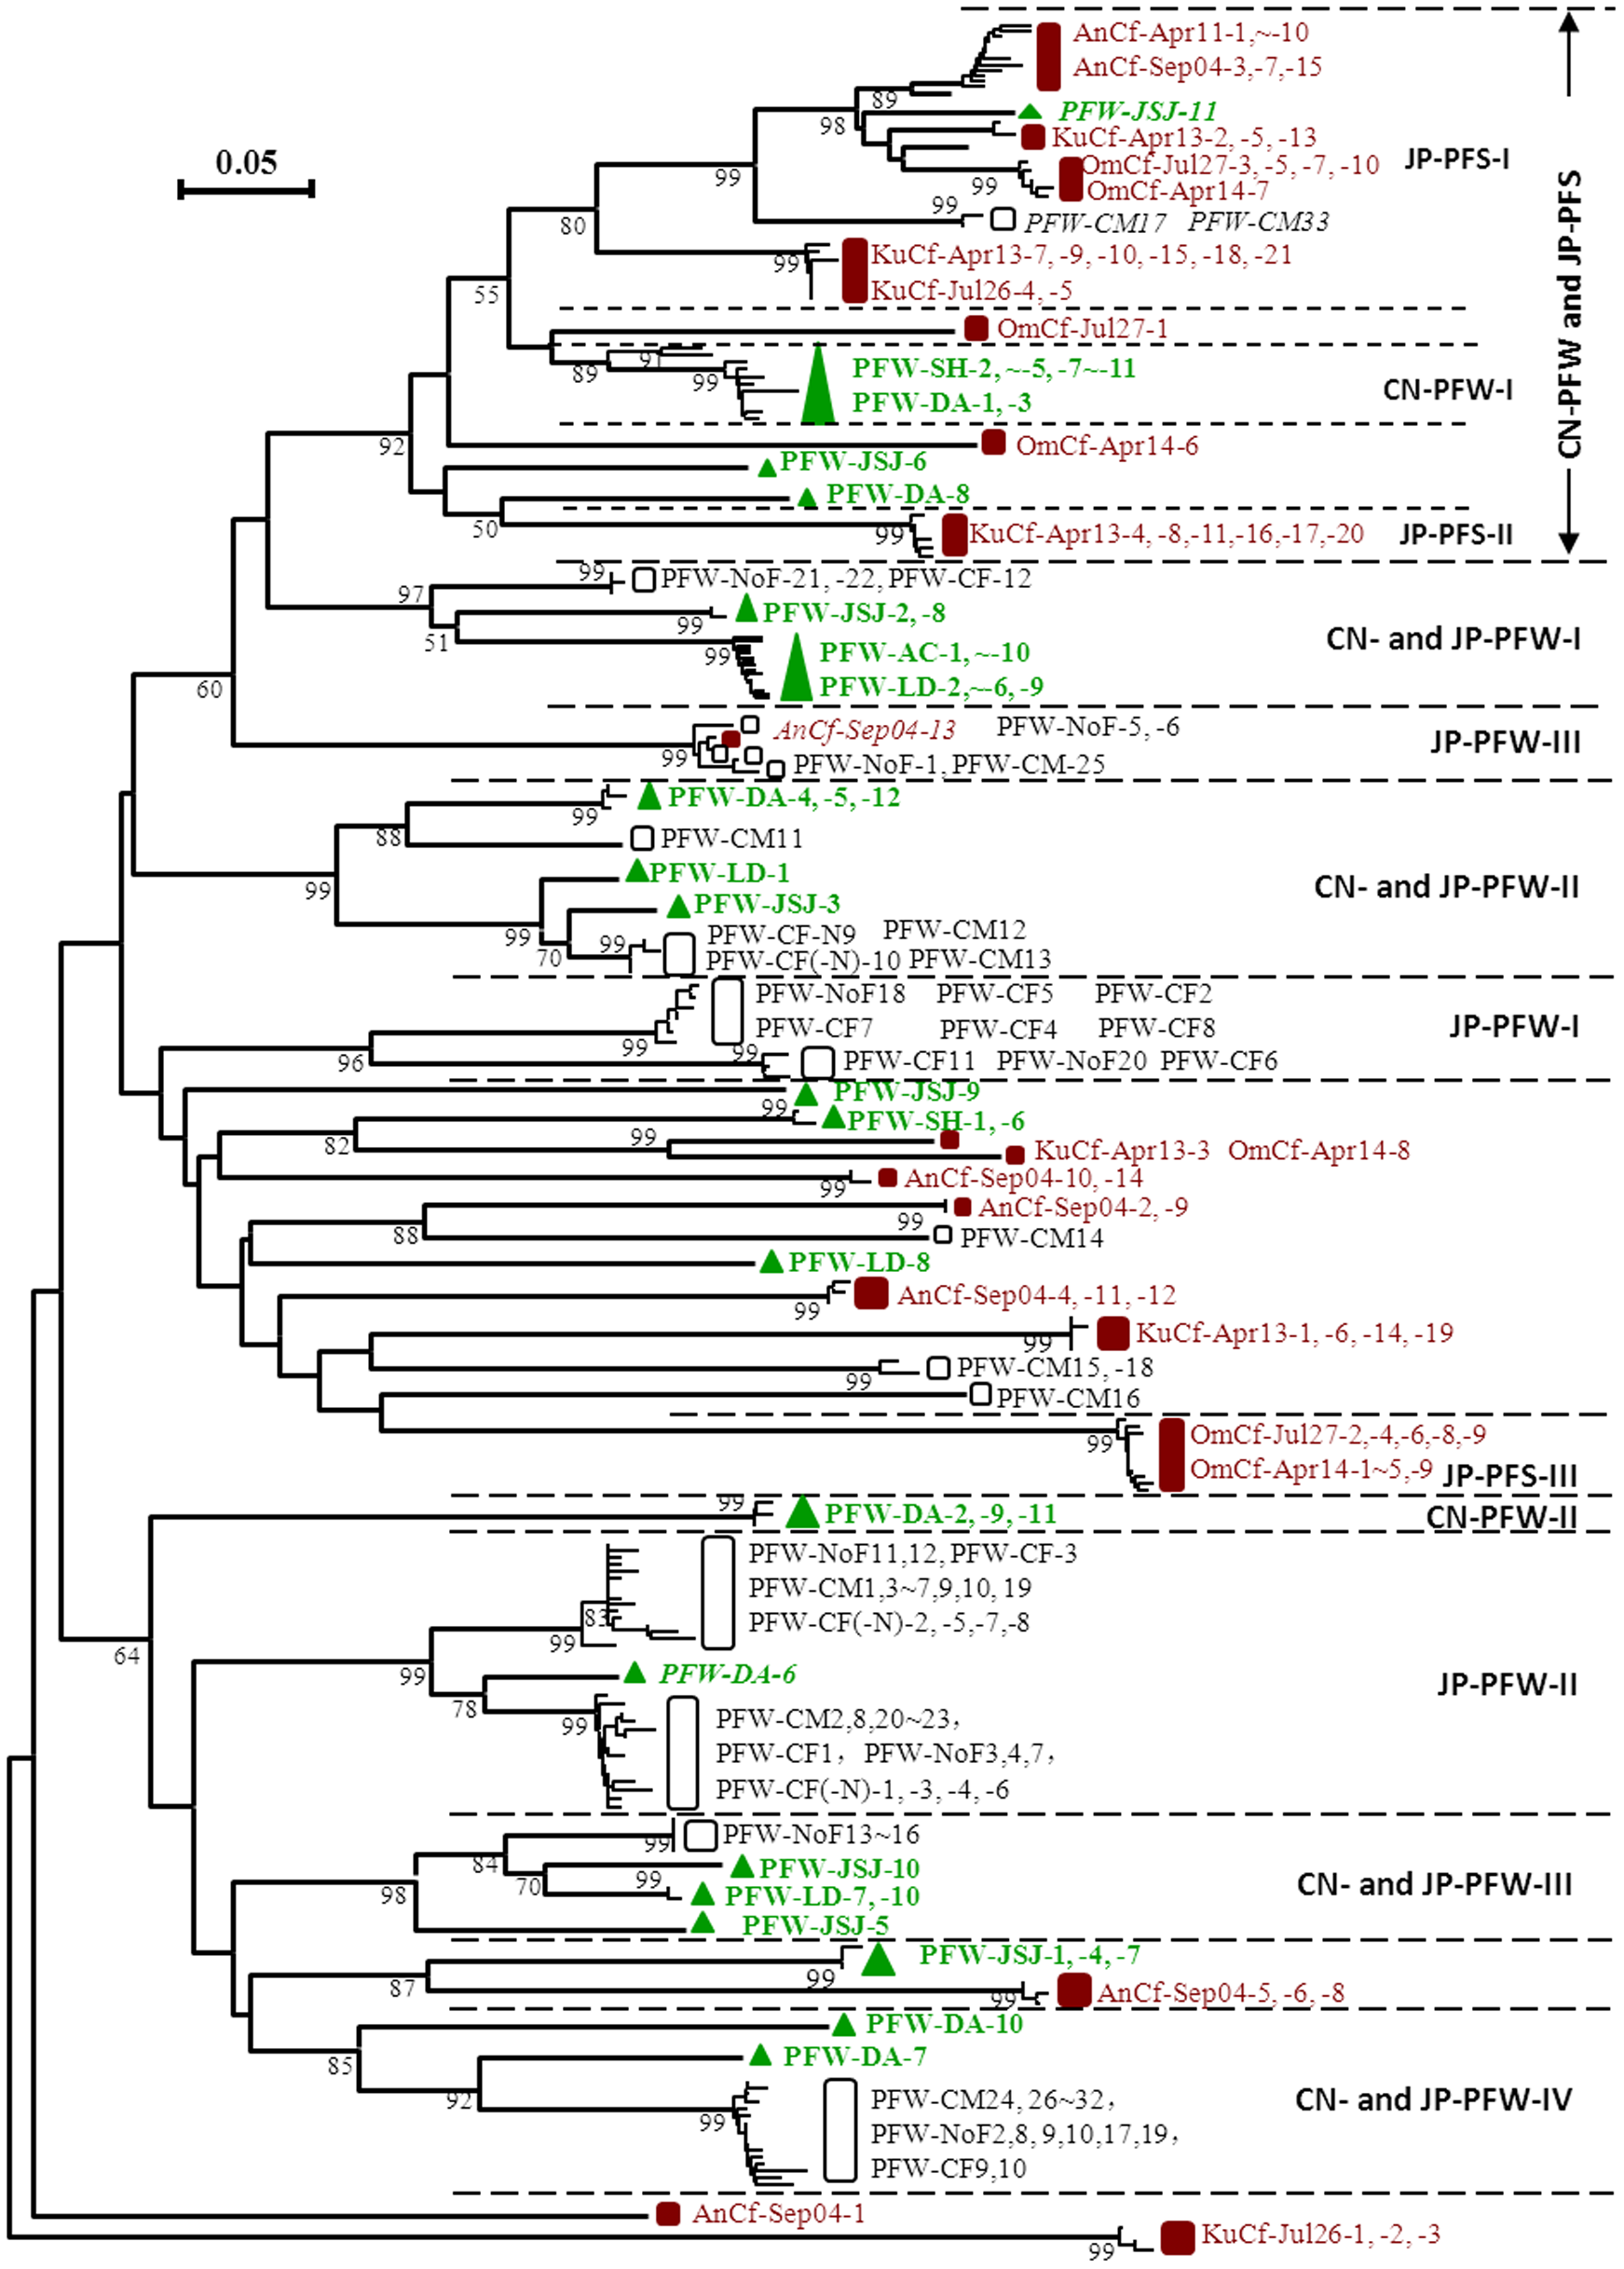 0.05
AnCf-Apr11-1,~-10
AnCf-Sep04-3,-7,-15
89
PFW-JSJ-11
98
KuCf-Apr13-2, -5, -13
JP-PFS-I
OmCf-Jul27-3, -5, -7, -10
99
99
OmCf-Apr14-7
99
PFW-CM17 PFW-CM33
80
KuCf-Apr13-7, -9, -10, -15, -18, -21
99
KuCf-Jul26-4, -5
55
CN-PFW and JP-PFS
OmCf-Jul27-1
91
PFW-SH-2, ~-5, -7~-11
89
99
CN-PFW-I
PFW-DA-1, -3
92
OmCf-Apr14-6
PFW-JSJ-6
PFW-DA-8
50
99
KuCf-Apr13-4, -8,-11,-16,-17,-20
JP-PFS-II
99
PFW-NoF-21, -22, PFW-CF-12
97
PFW-JSJ-2, -8
99
51
CN- and JP-PFW-I
99
PFW-AC-1, ~-10
PFW-LD-2,~-6, -9
60
AnCf-Sep04-13 PFW-NoF-5, -6
JP-PFW-III
99
PFW-NoF-1, PFW-CM-25
PFW-DA-4, -5, -12
99
88
PFW-CM11
PFW-LD-1
99
CN- and JP-PFW-II
PFW-JSJ-3
99
PFW-CF-N9 PFW-CM12
99
70
PFW-CF(-N)-10 PFW-CM13
PFW-NoF18 PFW-CF5 PFW-CF2
PFW-CF7 PFW-CF4 PFW-CF8
JP-PFW-I
99
99
96
PFW-CF11 PFW-NoF20 PFW-CF6
PFW-JSJ-9
99
PFW-SH-1, -6
82
99
KuCf-Apr13-3 OmCf-Apr14-8
AnCf-Sep04-10, -14
99
AnCf-Sep04-2, -9
99
88
PFW-CM14
PFW-LD-8
AnCf-Sep04-4, -11, -12
99
KuCf-Apr13-1, -6, -14, -19
99
PFW-CM15, -18
99
PFW-CM16
OmCf-Jul27-2,-4,-6,-8,-9
99
OmCf-Apr14-1~5,-9
JP-PFS-III
99
PFW-DA-2, -9, -11
CN-PFW-II
PFW-NoF11,12, PFW-CF-3
PFW-CM1,3~7,9,10, 19
83
PFW-CF(-N)-2, -5,-7,-8
99
64
99
PFW-DA-6
JP-PFW-II
78
99
PFW-CM2,8,20~23,
PFW-CF1, PFW-NoF3,4,7,
PFW-CF(-N)-1, -3, -4, -6
99
PFW-NoF13~16
84
PFW-JSJ-10
70
99
98
PFW-LD-7, -10
CN- and JP-PFW-III
PFW-JSJ-5
PFW-JSJ-1, -4, -7
99
87
99
AnCf-Sep04-5, -6, -8
PFW-DA-10
85
PFW-DA-7
92
99
PFW-CM24, 26~32,
CN- and JP-PFW-IV
PFW-NoF2,8, 9,10,17,19,
PFW-CF9,10
AnCf-Sep04-1
99
KuCf-Jul26-1, -2, -3